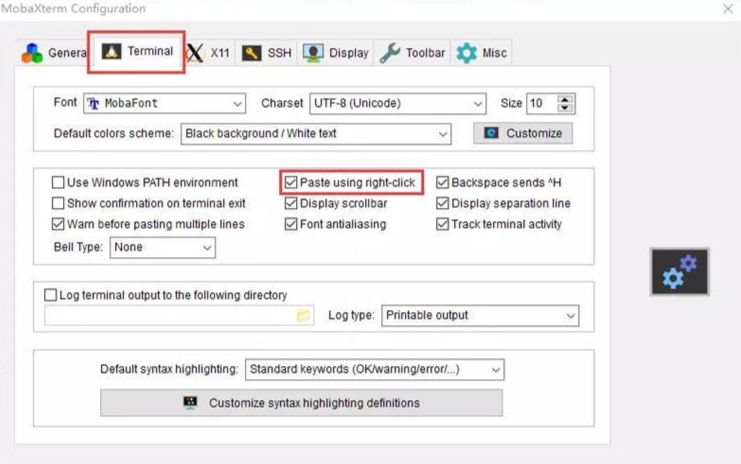 MobaXterm Configuration
Genera Terminal X11 SSH Display Toolbar Misc
Font MobaFont Charset UTF-8 (Unicode) Size 10
Default colors scheme: Black background / White text Customize
Use Windows PATH environment Paste using right-click Backspace sends ^H
Show confirmation on terminal exit Display scrollbar Display separation line
Warn before pasting multiple lines Font antialiasing Track terminal activity
Bell Type: None
Log terminal output to the following directory
Log type: Printable output
Default syntax highlighting: Standard keywords (OK/warning/error/...)
Customize syntax highlighting definitions